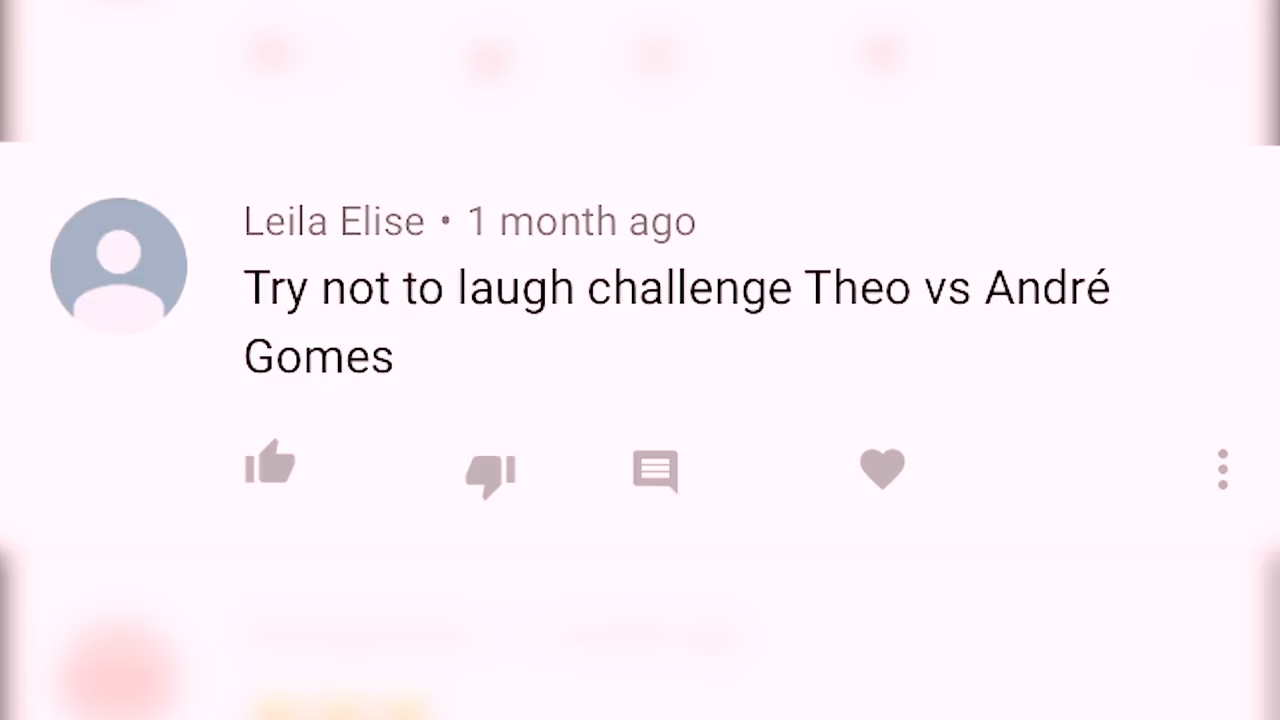 Leila Elise • 1 month ago
Try not to laugh challenge Theo vs André
Gomes